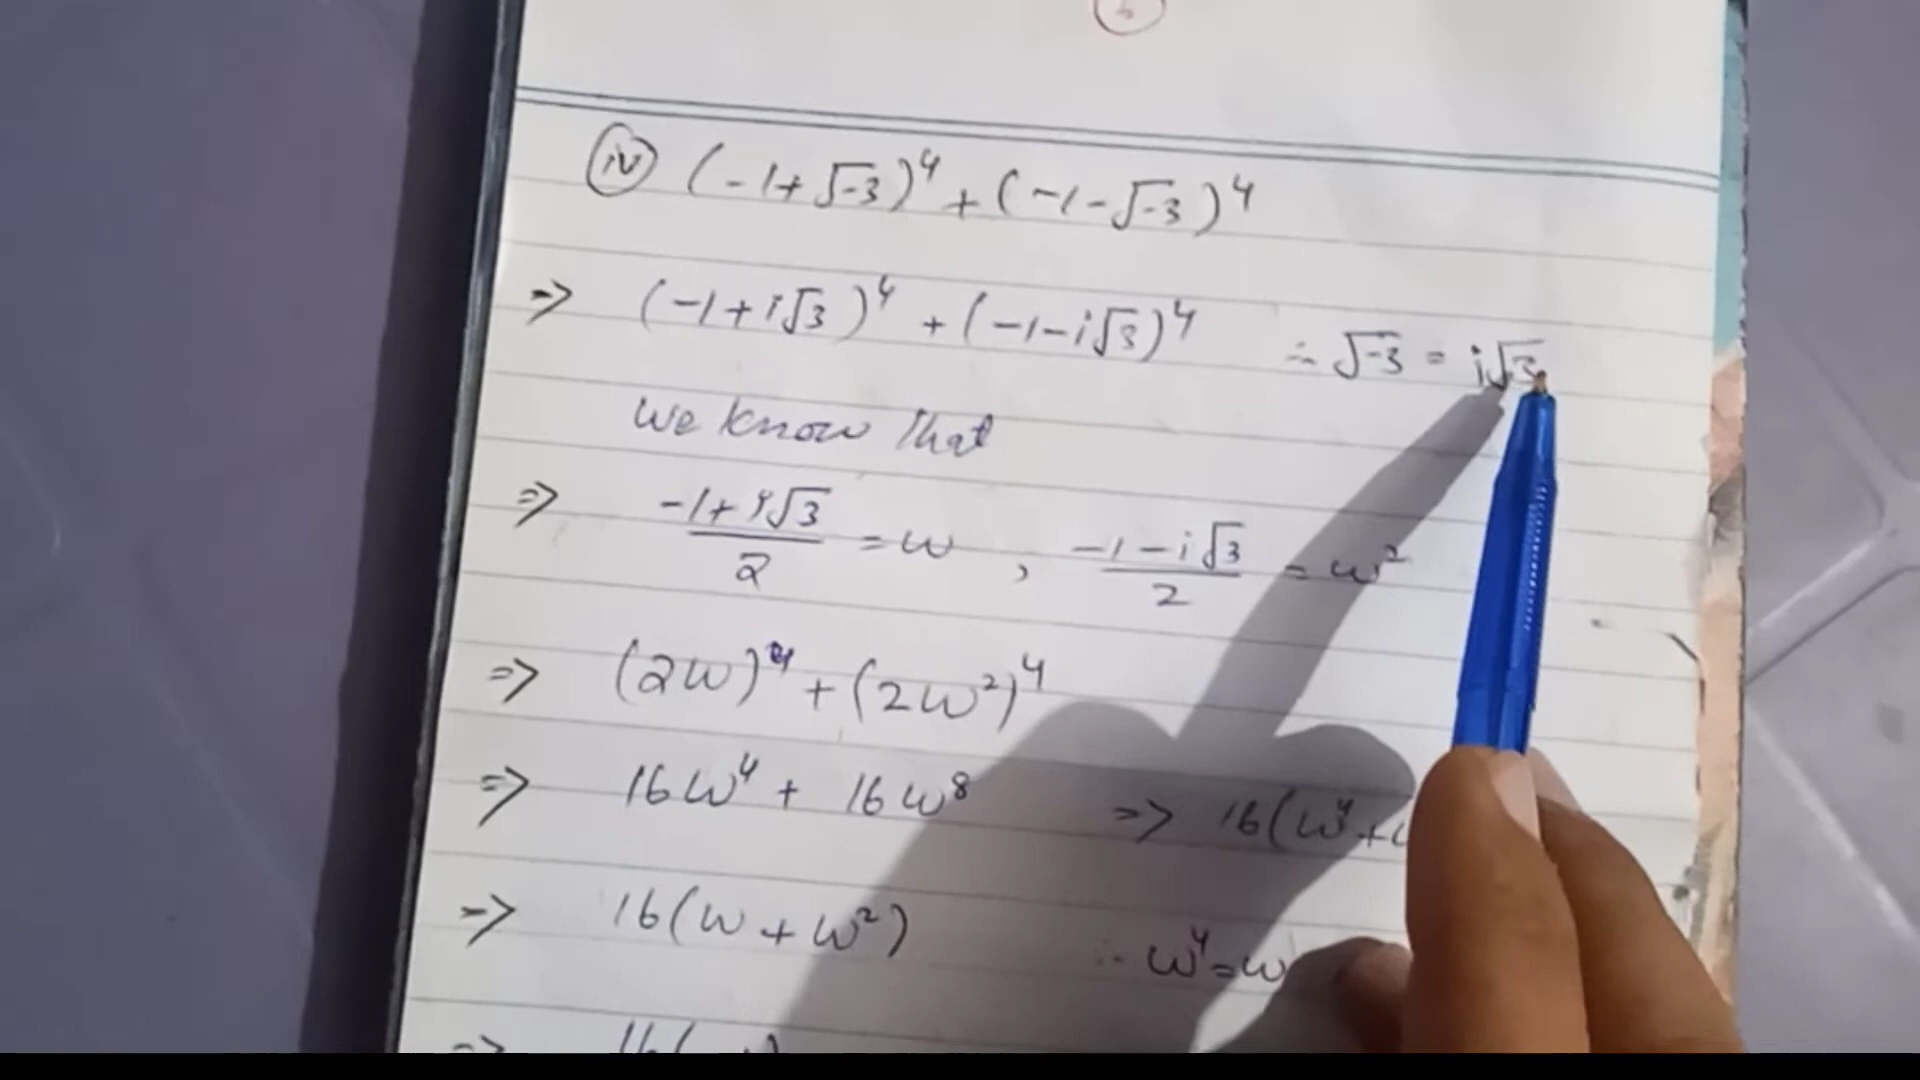 (iv) (-1+√-3)⁴ + (-1-√-3)⁴
=> (-1+i√3)⁴ + (-1-i√3)⁴ ∴ √-3 = i√3
we know that
=> (-1+i√3)/2 = ω , (-1-i√3)/2 = ω²
=> (2ω)⁴ + (2ω²)⁴
=> 16ω⁴ + 16ω⁸ => 16(ω⁴+
=> 16(ω+ω²) ∴ ω⁴=ω
=> 16(